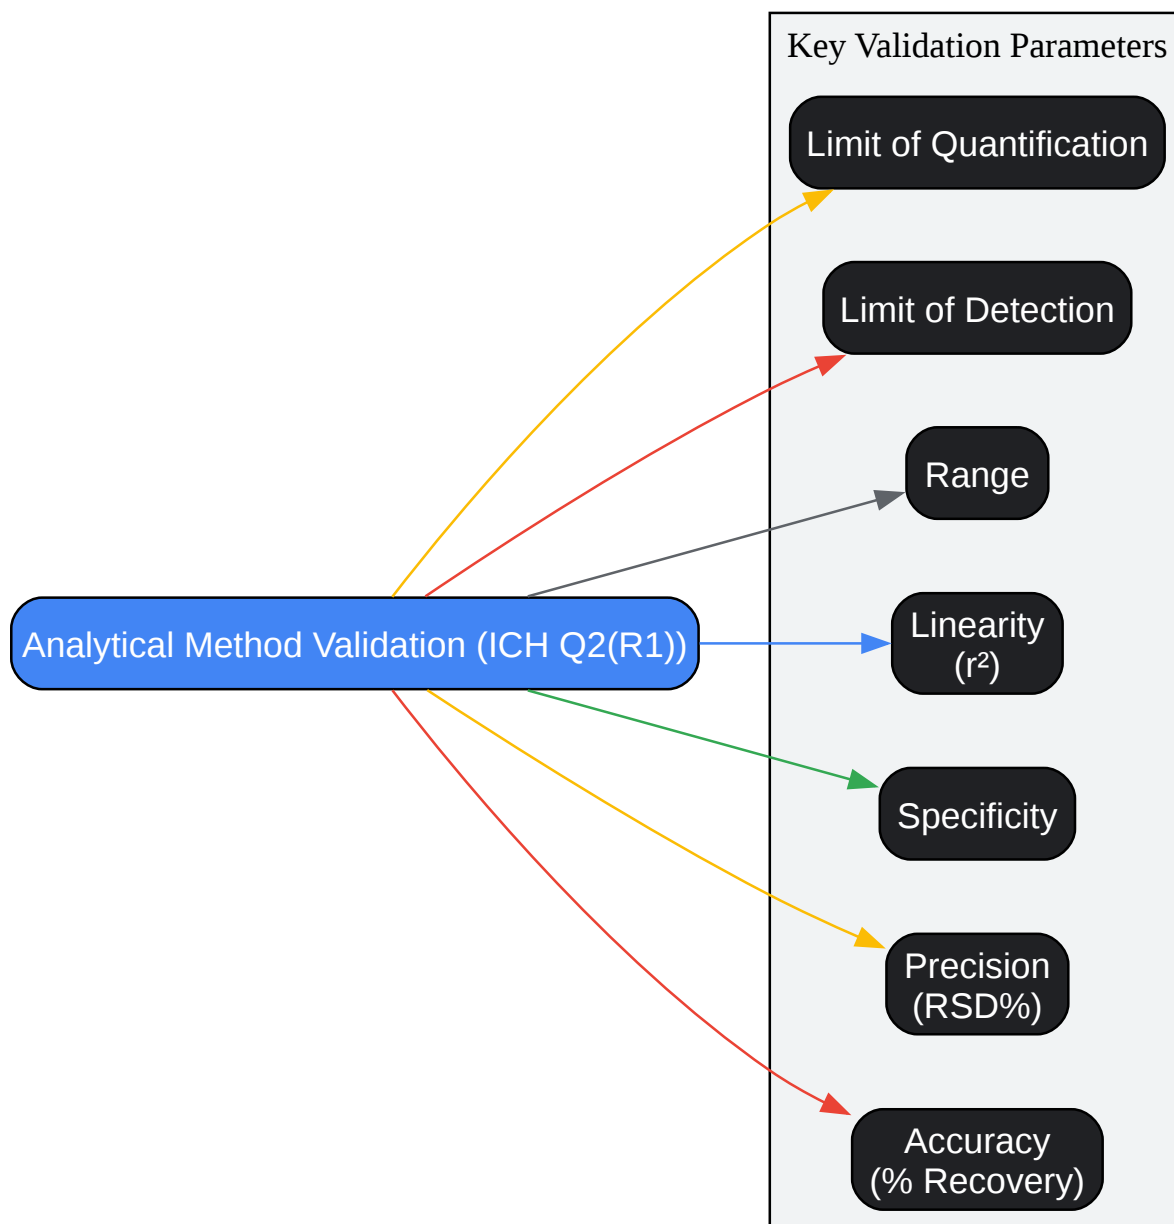 Key Validation Parameters
Limit of Quantification
Limit of Detection
Range
Analytical Method Validation (ICH Q2(R1))
Linearity
(r²)
Specificity
Precision
(RSD%)
Accuracy
(% Recovery)